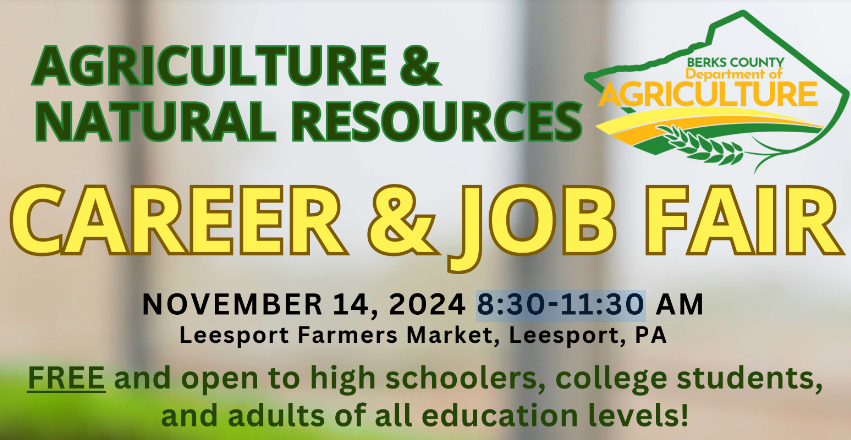 AGRICULTURE &
NATURAL RESOURCES
BERKS COUNTY
Department of
AGRICULTURE
CAREER & JOB FAIR
NOVEMBER 14, 2024 8:30-11:30 AM
Leesport Farmers Market, Leesport, PA
FREE and open to high schoolers, college students,
and adults of all education levels!